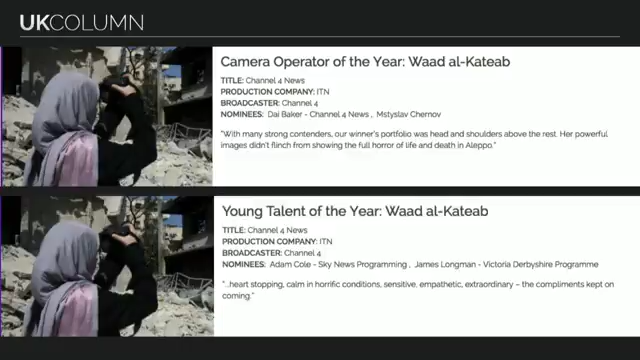 UKCOLUMN
Camera Operator of the Year: Waad al-Kateab
TITLE: Channel 4 News
PRODUCTION COMPANY: ITN
BROADCASTER: Channel 4
NOMINEES: Dai Baker - Channel 4 News , Mstyslav Chernov
"With many strong contenders, our winner's portfolio was head and shoulders above the rest. Her powerful
images didn't flinch from showing the full horror of life and death in Aleppo."
Young Talent of the Year: Waad al-Kateab
TITLE: Channel 4 News
PRODUCTION COMPANY: ITN
BROADCASTER: Channel 4
NOMINEES: Adam Cole - Sky News Programming , James Longman - Victoria Derbyshire Programme
"...heart stopping, calm in horrific conditions, sensitive, empathetic, extraordinary – the compliments kept on
coming."